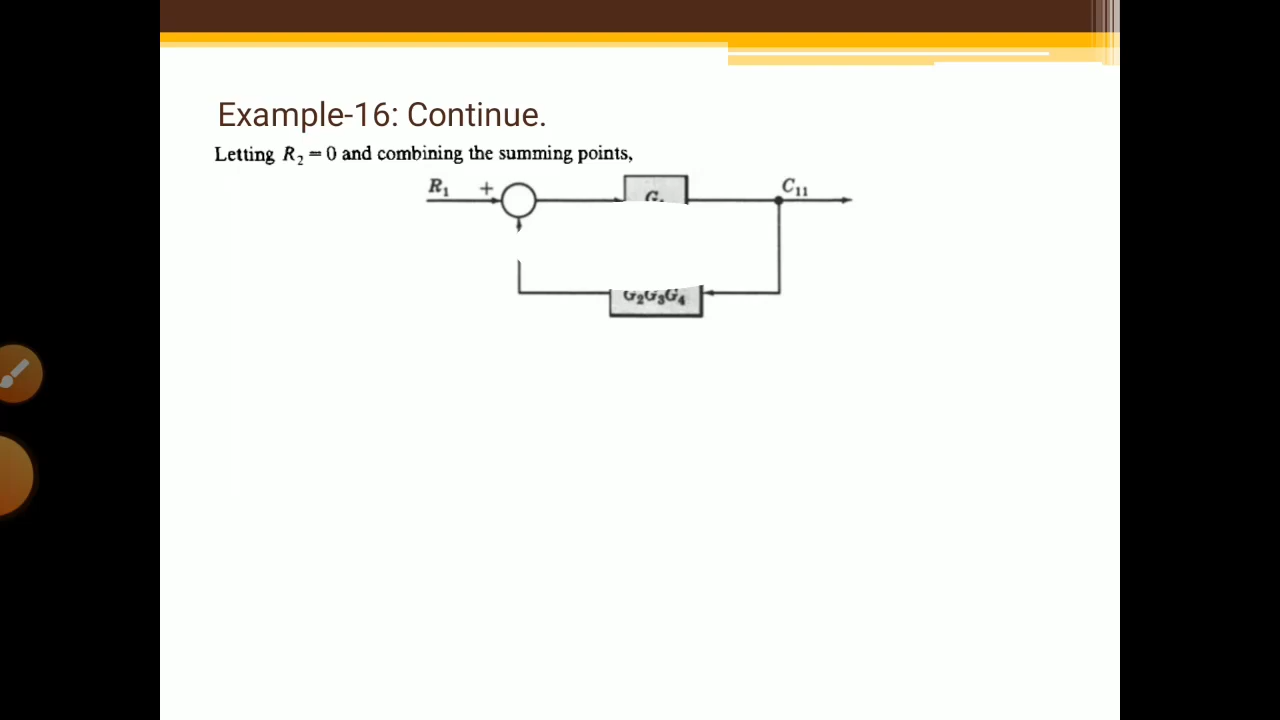 Example-16: Continue.
Letting R₂ = 0 and combining the summing points,
R₁ + C₁₁
G₂G₃G₄